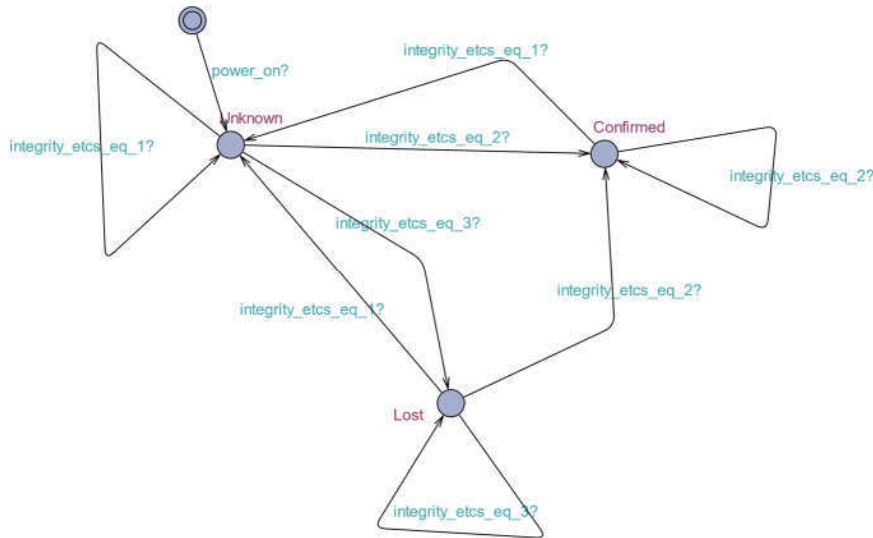 integrity_etcs_eq_1?
power_on?
Unknown
Confirmed
integrity_etcs_eq_2?
integrity_etcs_eq_1?
integrity_etcs_eq_2?
integrity_etcs_eq_3?
integrity_etcs_eq_2?
integrity_etcs_eq_1?
Lost
integrity_etcs_eq_3?